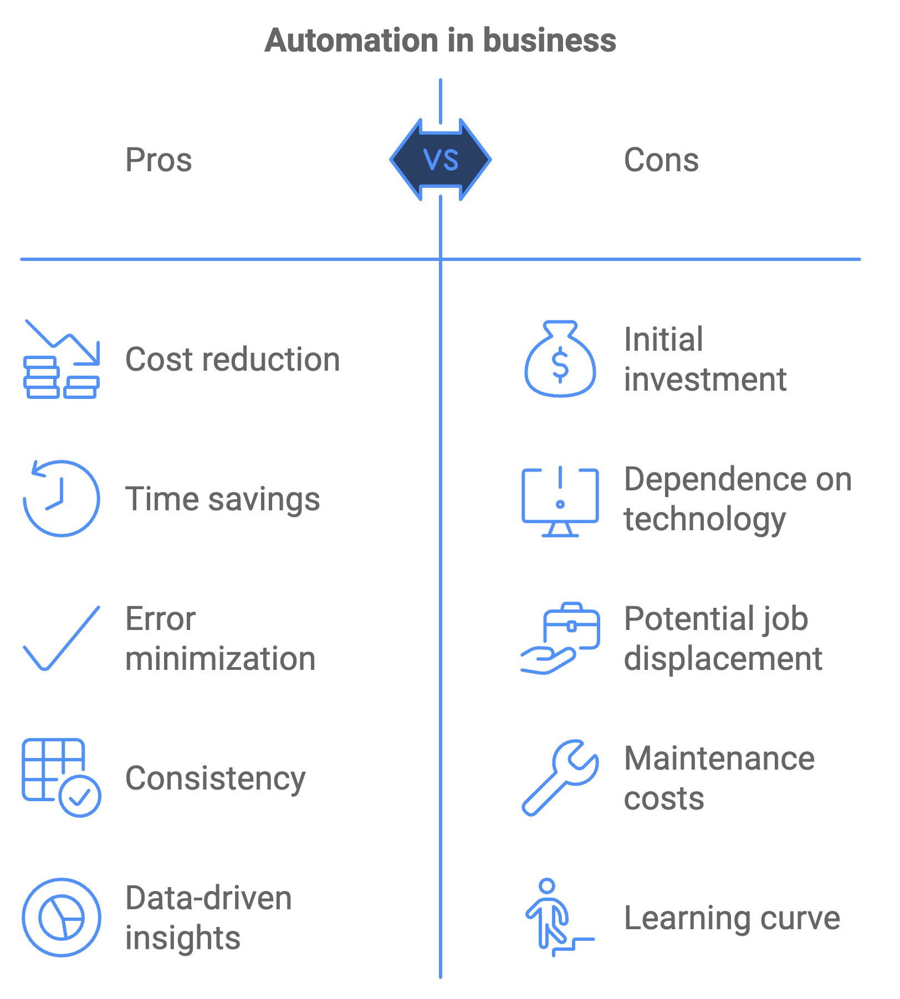 Automation in business
Pros
VS
Cons
Cost reduction
Initial
investment
$
Time savings
Dependence on
technology
Error
minimization
Potential job
displacement
Consistency
Maintenance
costs
Data-driven
insights
Learning curve